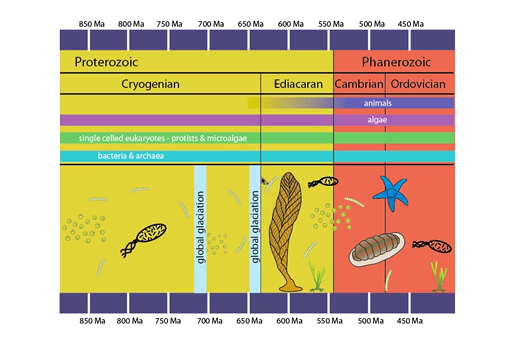 850 Ma 800 Ma 750 Ma 700 Ma 650 Ma 600 Ma 550 Ma 500 Ma 450 Ma
Proterozoic Phanerozoic
Cryogenian Ediacaran Cambrian Ordovician
animals
algae
single celled eukaryotes - protists & microalgae
bacteria & archaea
global glaciation
global glaciation
850 Ma 800 Ma 750 Ma 700 Ma 650 Ma 600 Ma 550 Ma 500 Ma 450 Ma